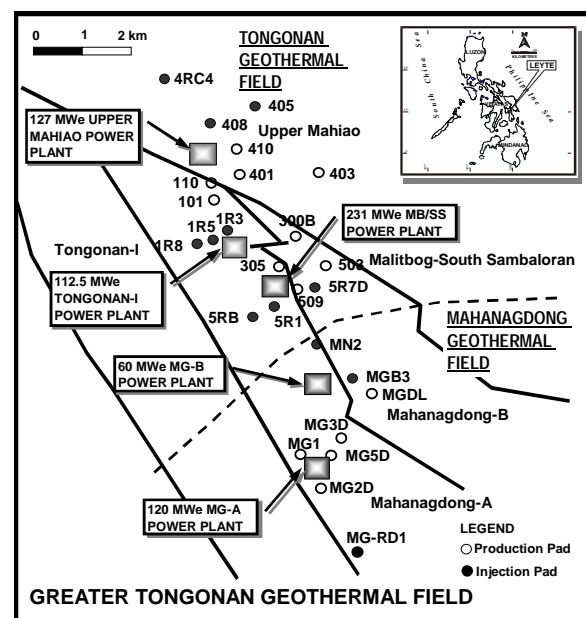 0 1 2 km
TONGONAN
GEOTHERMAL
FIELD
4RC4
405
408
Upper Mahiao
127 MWe UPPER
MAHIAO POWER
PLANT
410
401
403
110
101
1R3
1R5
1R8
300B
Tongonan-I
231 MWe MB/SS
POWER PLANT
305
503
Malitbog-South Sambaloran
112.5 MWe
TONGONAN-I
POWER PLANT
509
5R7D
5RB
5R1
MAHANAGDONG
GEOTHERMAL
FIELD
MN2
60 MWe MG-B
POWER PLANT
MGB3
MGDL
Mahanagdong-B
MG3D
MG1
MG5D
MG2D
120 MWe MG-A
POWER PLANT
Mahanagdong-A
MG-RD1
LEGEND
Production Pad
Injection Pad
GREATER TONGONAN GEOTHERMAL FIELD
LUZON
LEYTE
South China Sea
Philippine Sea
MINDANAO
N
KILOMETERS